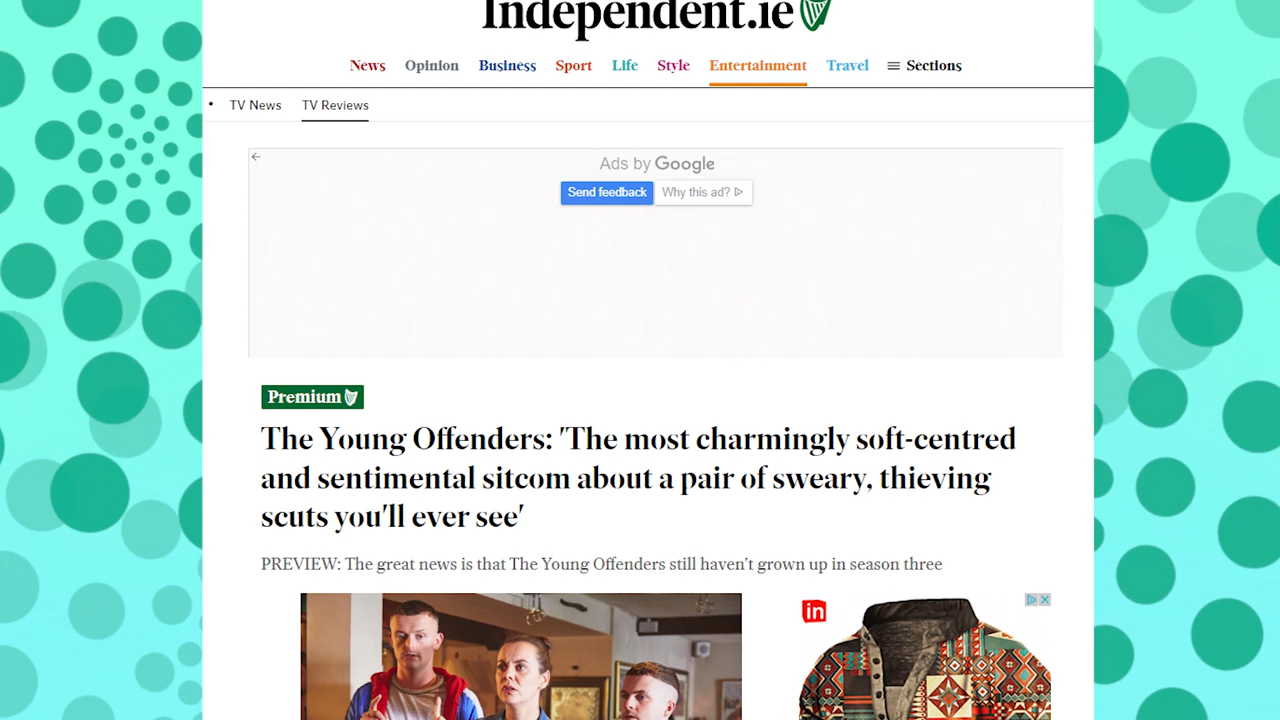 Independent.ie
News Opinion Business Sport Life Style Entertainment Travel Sections
• TV News TV Reviews
Ads by Google
Send feedback Why this ad?
Premium
The Young Offenders: 'The most charmingly soft-centred
and sentimental sitcom about a pair of sweary, thieving
scuts you'll ever see'
PREVIEW: The great news is that The Young Offenders still haven't grown up in season three
in